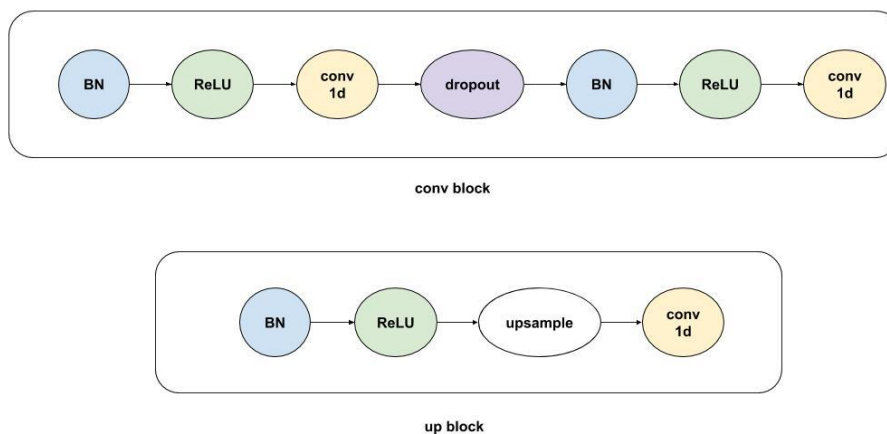 BN
ReLU
conv
1d
dropout
BN
ReLU
conv
1d
conv block
BN
ReLU
upsample
conv
1d
up block